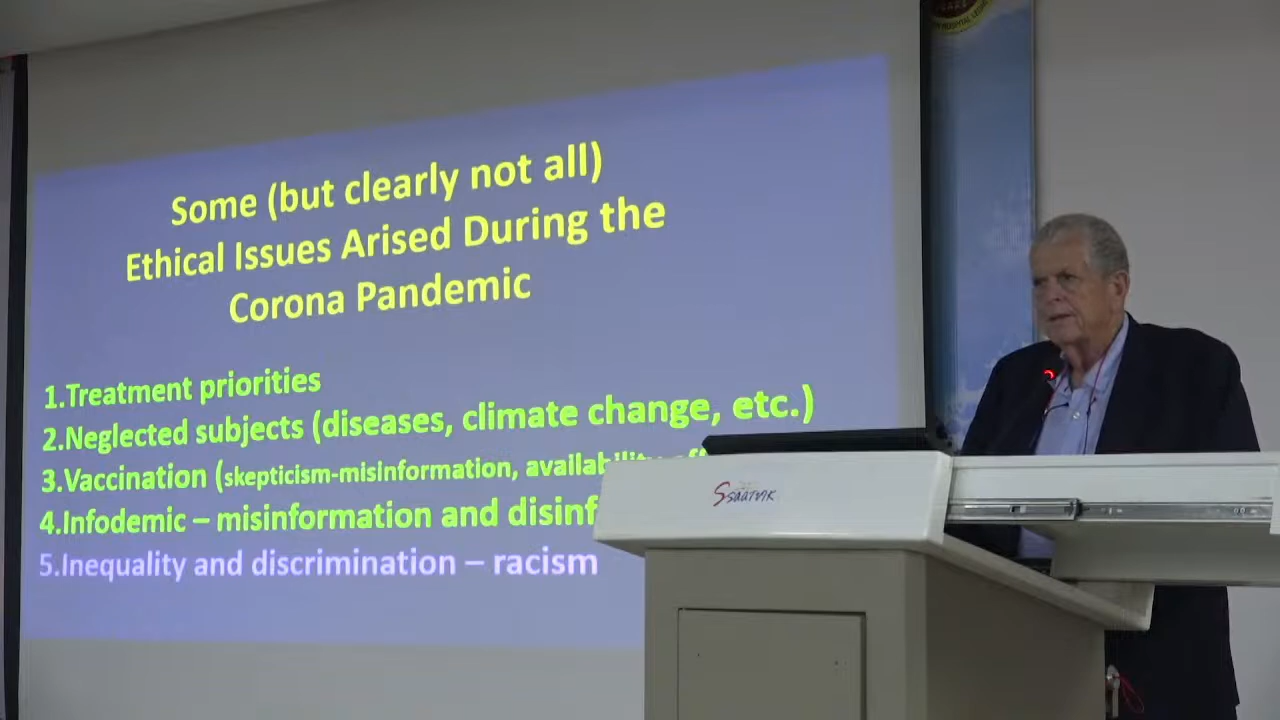 Some (but clearly not all)
Ethical Issues Arised During the
Corona Pandemic
1.Treatment priorities
2.Neglected subjects (diseases, climate change, etc.)
3.Vaccination (skepticism-misinformation, availability
4.Infodemic – misinformation and disinf
5.Inequality and discrimination – racism
SAATVIK